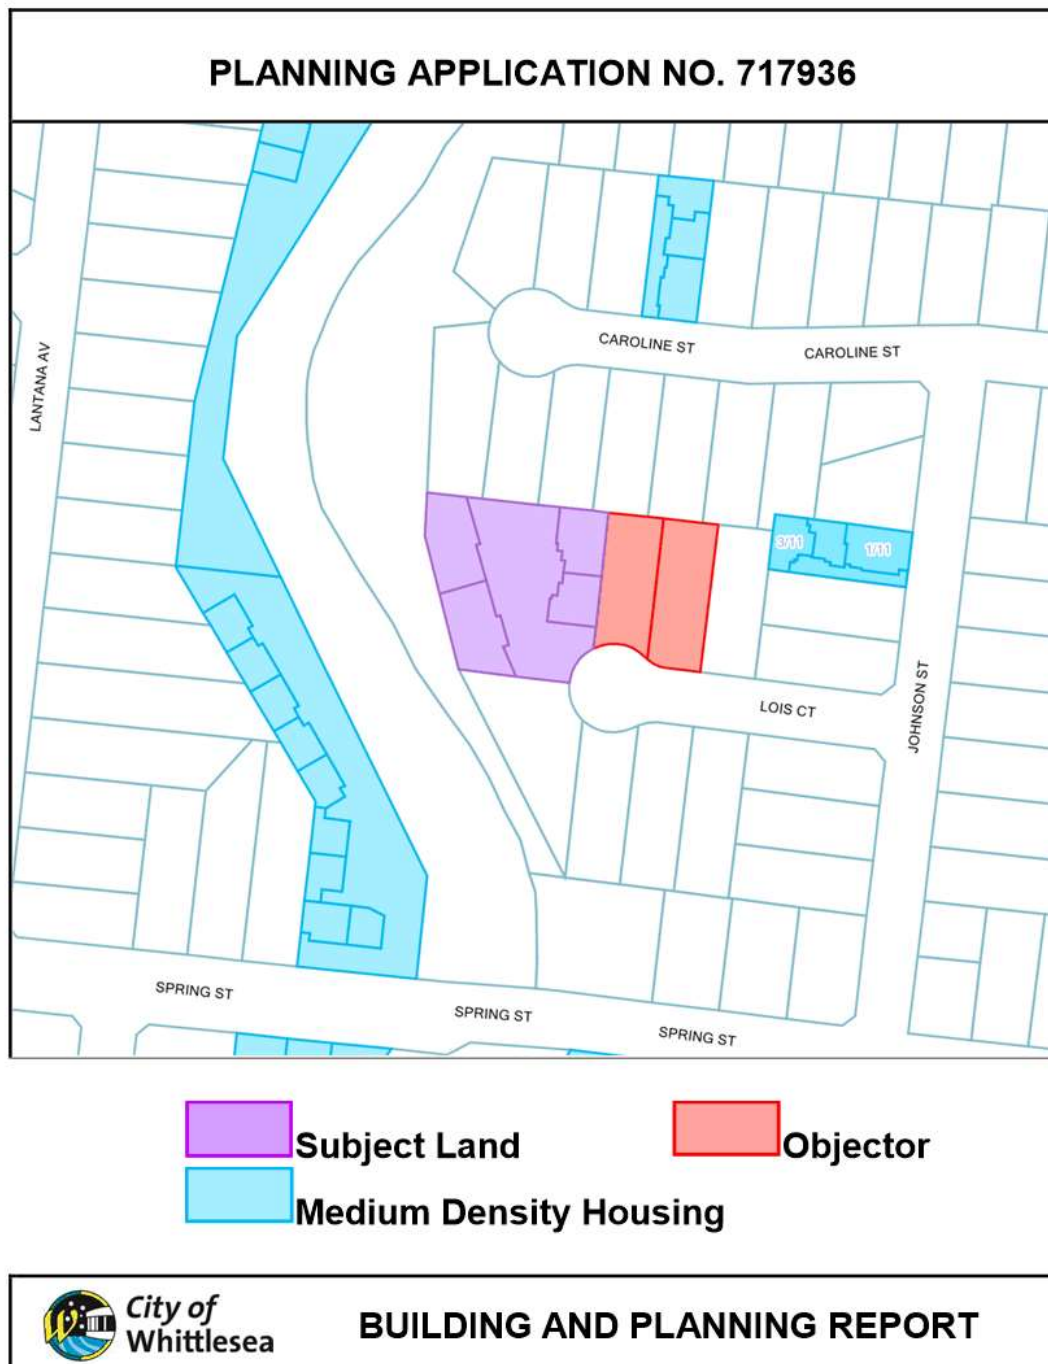 PLANNING APPLICATION NO. 717936
CAROLINE ST
CAROLINE ST
LANTANA AV
3/11
1/11
JOHNSON ST
LOIS CT
SPRING ST
SPRING ST
SPRING ST
Subject Land
Objector
Medium Density Housing
City of
Whittlesea
BUILDING AND PLANNING REPORT